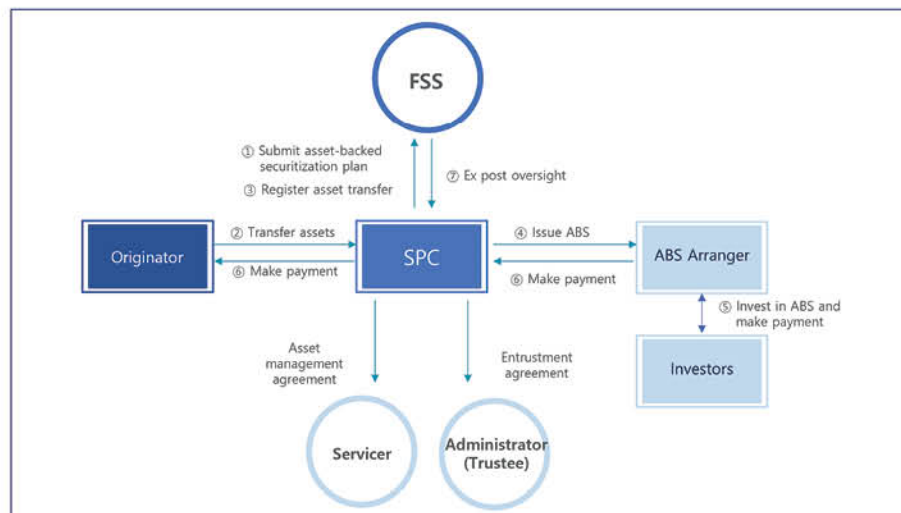 FSS
① Submit asset-backed
securitization plan
③ Register asset transfer
⑦ Ex post oversight
Originator
② Transfer assets
⑥ Make payment
SPC
④ Issue ABS
⑥ Make payment
ABS Arranger
⑤ Invest in ABS and
make payment
Investors
Asset
management
agreement
Entrustment
agreement
Servicer
Administrator
(Trustee)